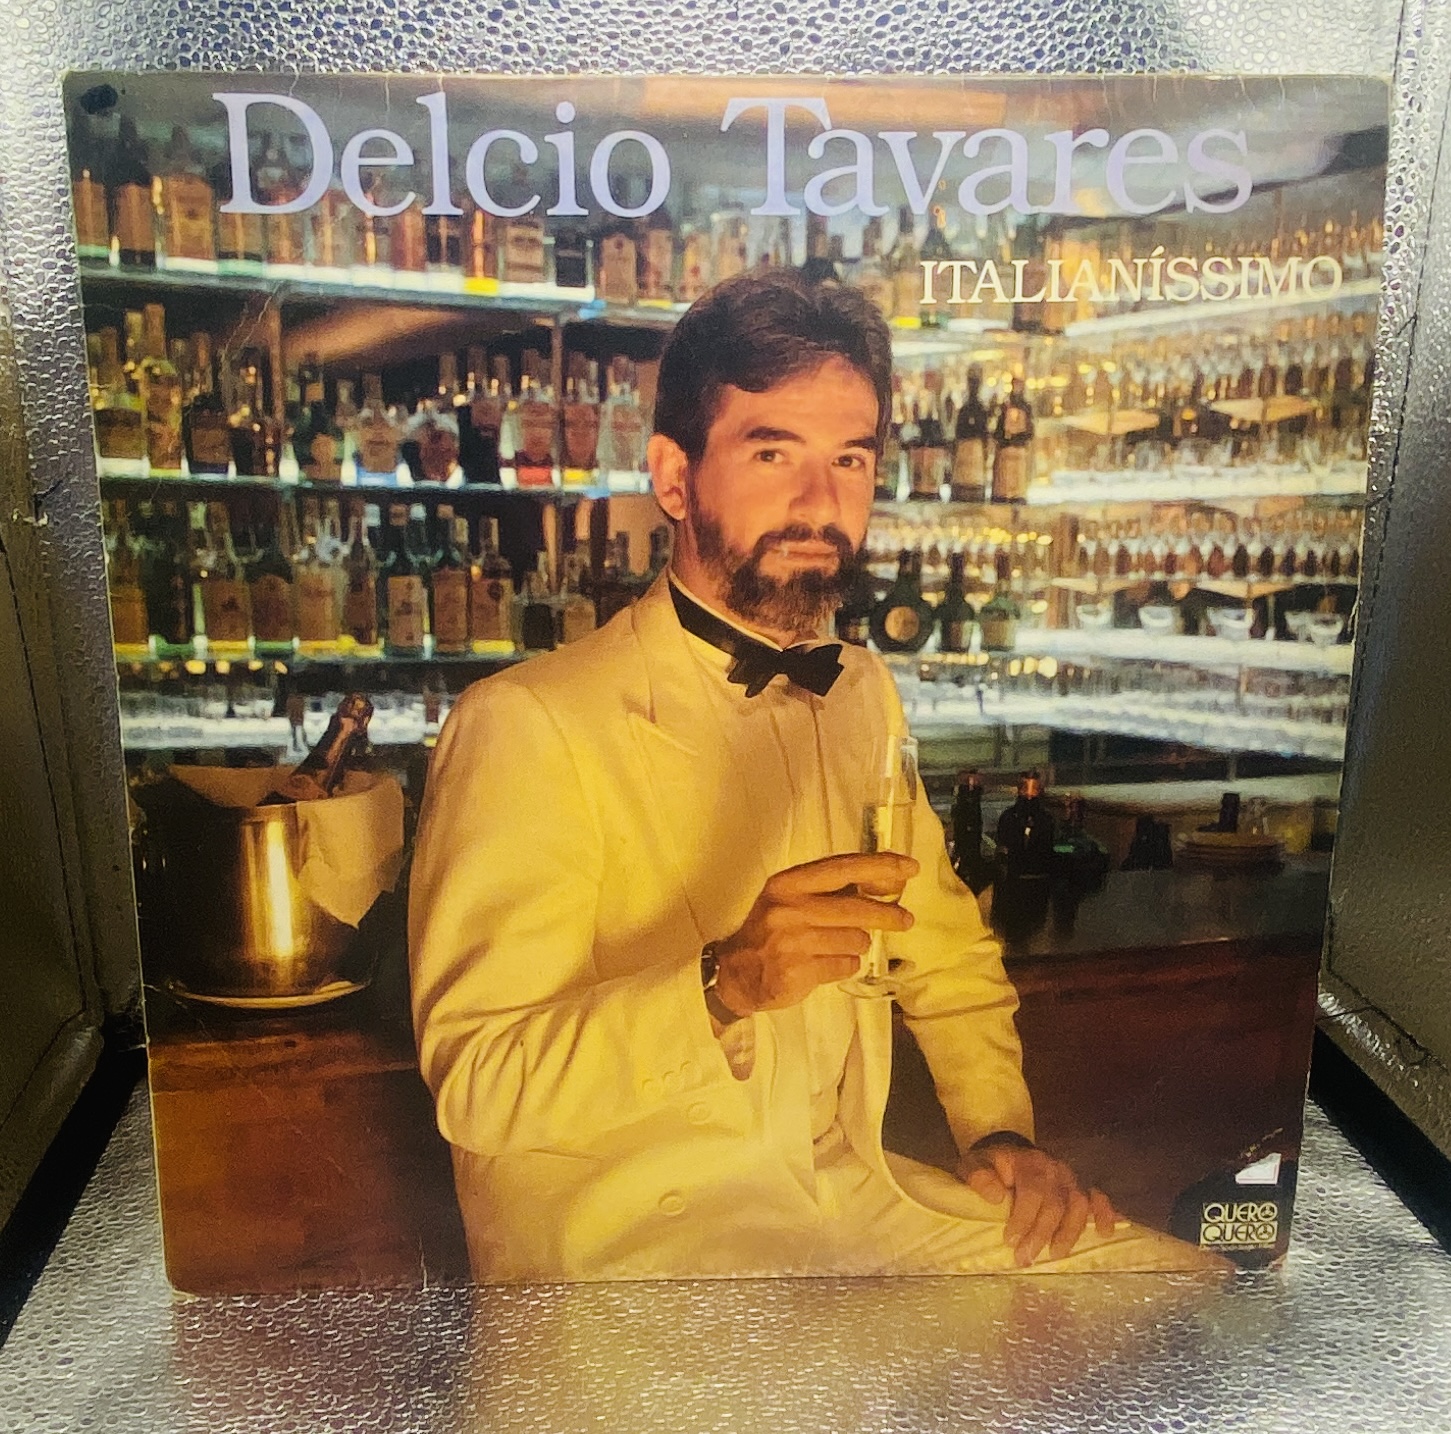 Delcio Tavares
ITALIANÍSSIMO
QUERO
QUERO